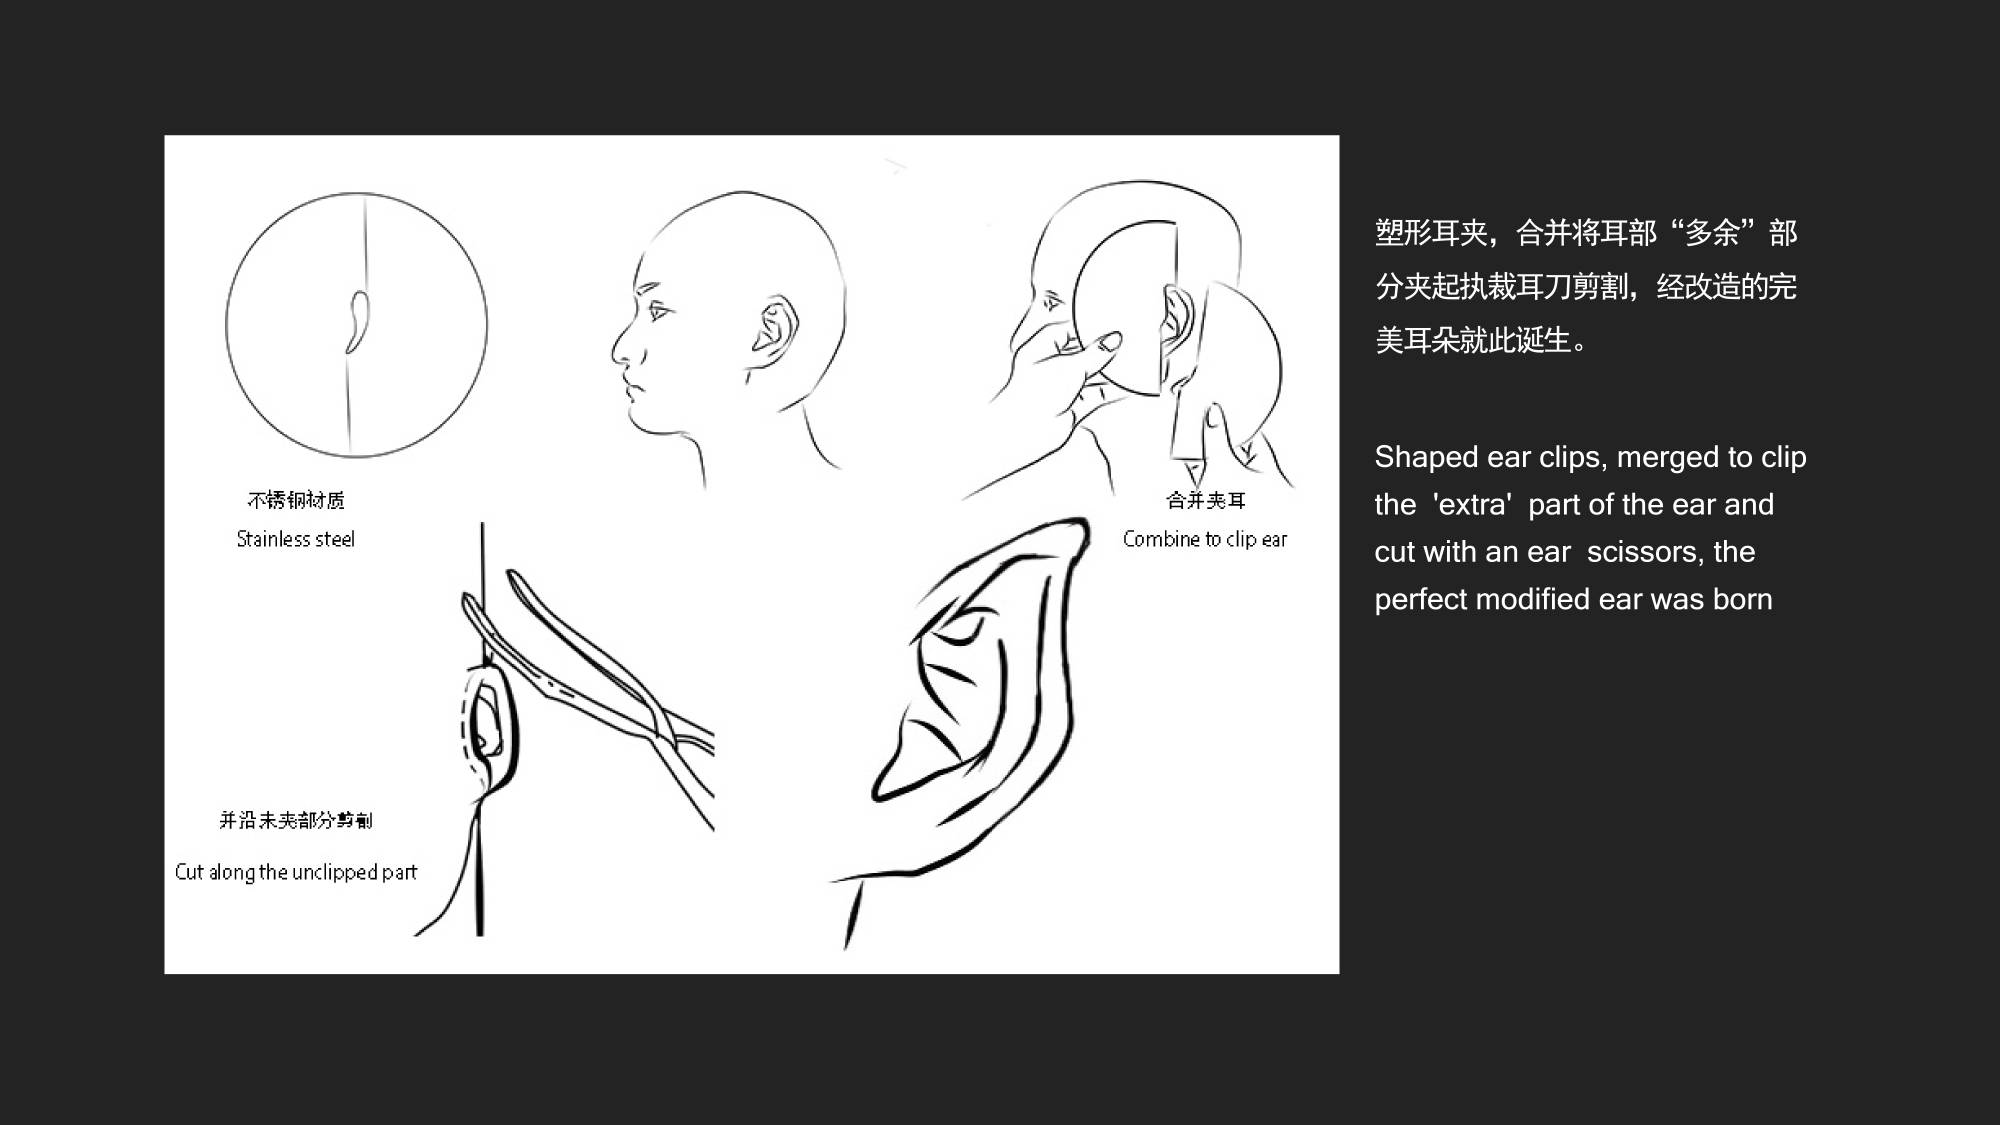 不锈钢材质
Stainless steel
合并夹耳
Combine to clip ear
并沿未夹部分剪割
Cut along the unclipped part
塑形耳夹，合并将耳部“多余”部
分夹起执裁耳刀剪割，经改造的完
美耳朵就此诞生。
Shaped ear clips, merged to clip
the 'extra' part of the ear and
cut with an ear scissors, the
perfect modified ear was born